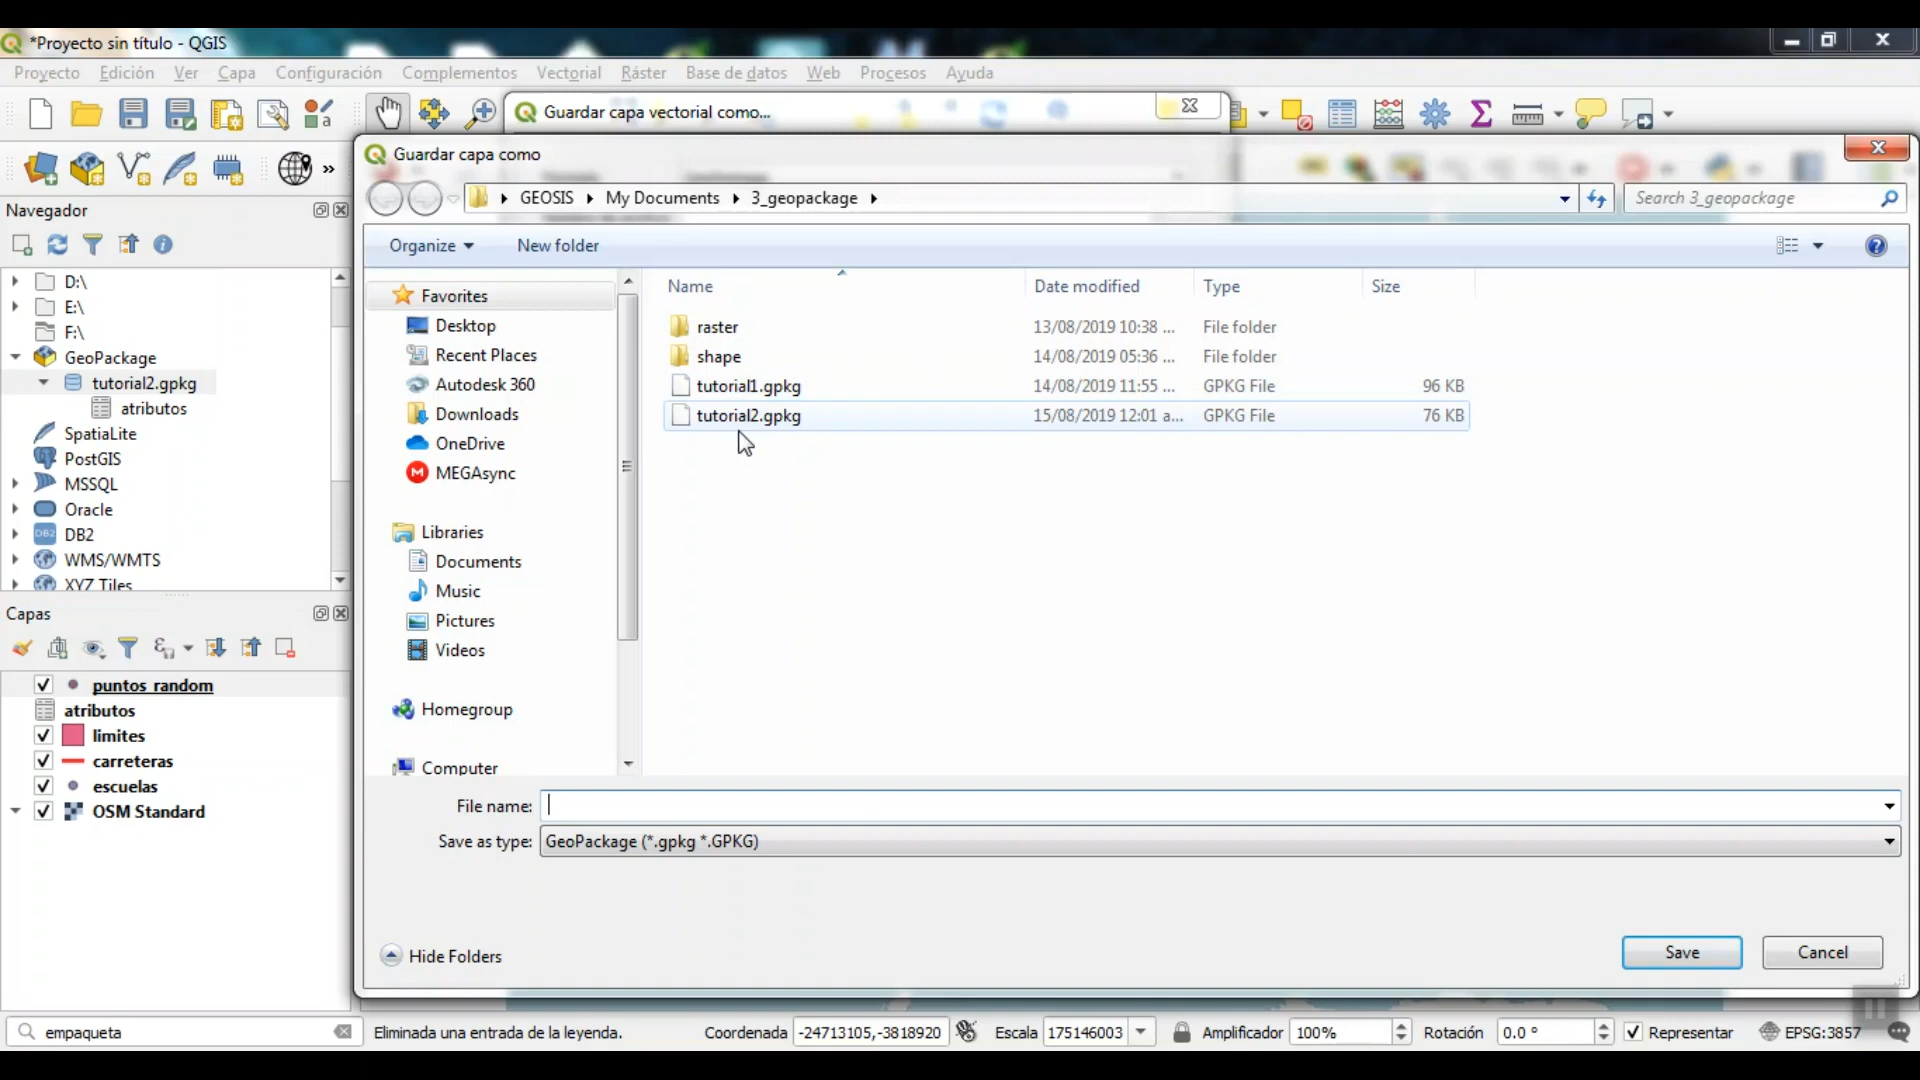 *Proyecto sin título - QGIS
Proyecto Edición Ver Capa Configuración Complementos Vectorial Ráster Base de datos Web Procesos Ayuda
Guardar capa vectorial como...
Guardar capa como
GEOSIS My Documents 3_geopackage
Search 3_geopackage
Navegador
Organize New folder
D:\
E:\
F:\
GeoPackage
tutorial2.gpkg
atributos
SpatiaLite
PostGIS
MSSQL
Oracle
DB2
WMS/WMTS
XYZ Tiles
Favorites
Desktop
Recent Places
Autodesk 360
Downloads
OneDrive
MEGAsync
Libraries
Documents
Music
Pictures
Videos
Homegroup
Computer
Name Date modified Type Size
raster 13/08/2019 10:38 ... File folder
shape 14/08/2019 05:36 ... File folder
tutorial1.gpkg 14/08/2019 11:55 ... GPKG File 96 KB
tutorial2.gpkg 15/08/2019 12:01 a... GPKG File 76 KB
Capas
puntos_random
atributos
limites
carreteras
escuelas
OSM Standard
File name:
Save as type: GeoPackage (*.gpkg *.GPKG)
Hide Folders
Save Cancel
empaqueta
Eliminada una entrada de la leyenda.
Coordenada -24713105,-3818920 Escala 175146003 Amplificador 100% Rotación 0.0 ° Representar EPSG:3857